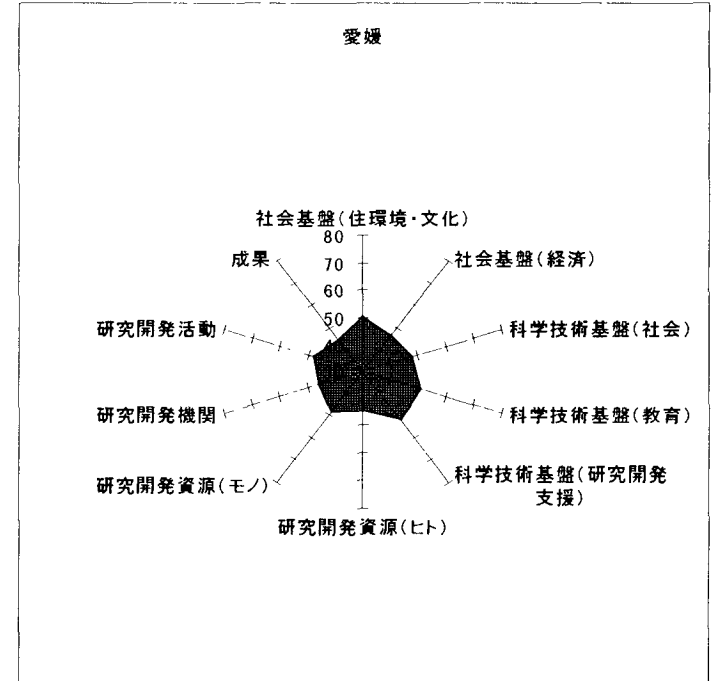 愛媛
社会基盤(住環境・文化)
80
70
60
50
成果
社会基盤(経済)
研究開発活動
科学技術基盤(社会)
研究開発機関
科学技術基盤(教育)
研究開発資源(モノ)
科学技術基盤(研究開発
支援)
研究開発資源(ヒト)